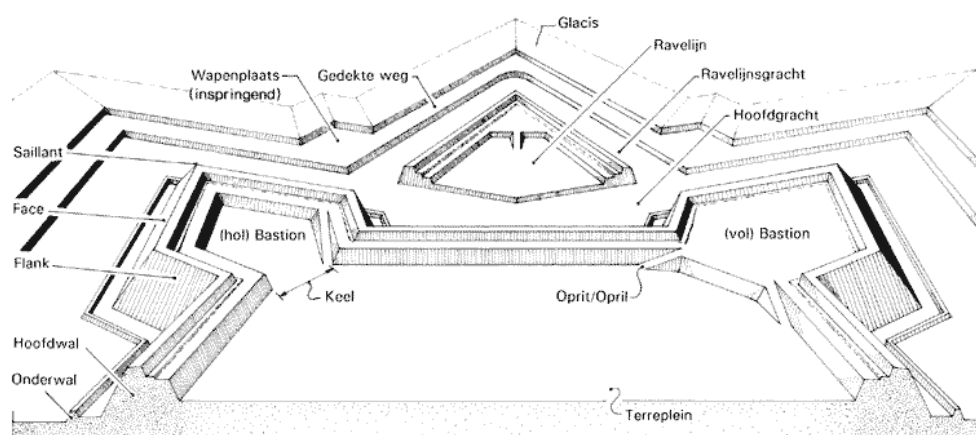 Glacis
Ravelijn
Wapenplaats
(inspringend)
Gedekte weg
Ravelijnsgracht
Hoofdgracht
Saillant
Face
(hol) Bastion
(vol) Bastion
Flank
Keel
Oprit/Opril
Hoofdwal
Onderwal
Terreplein